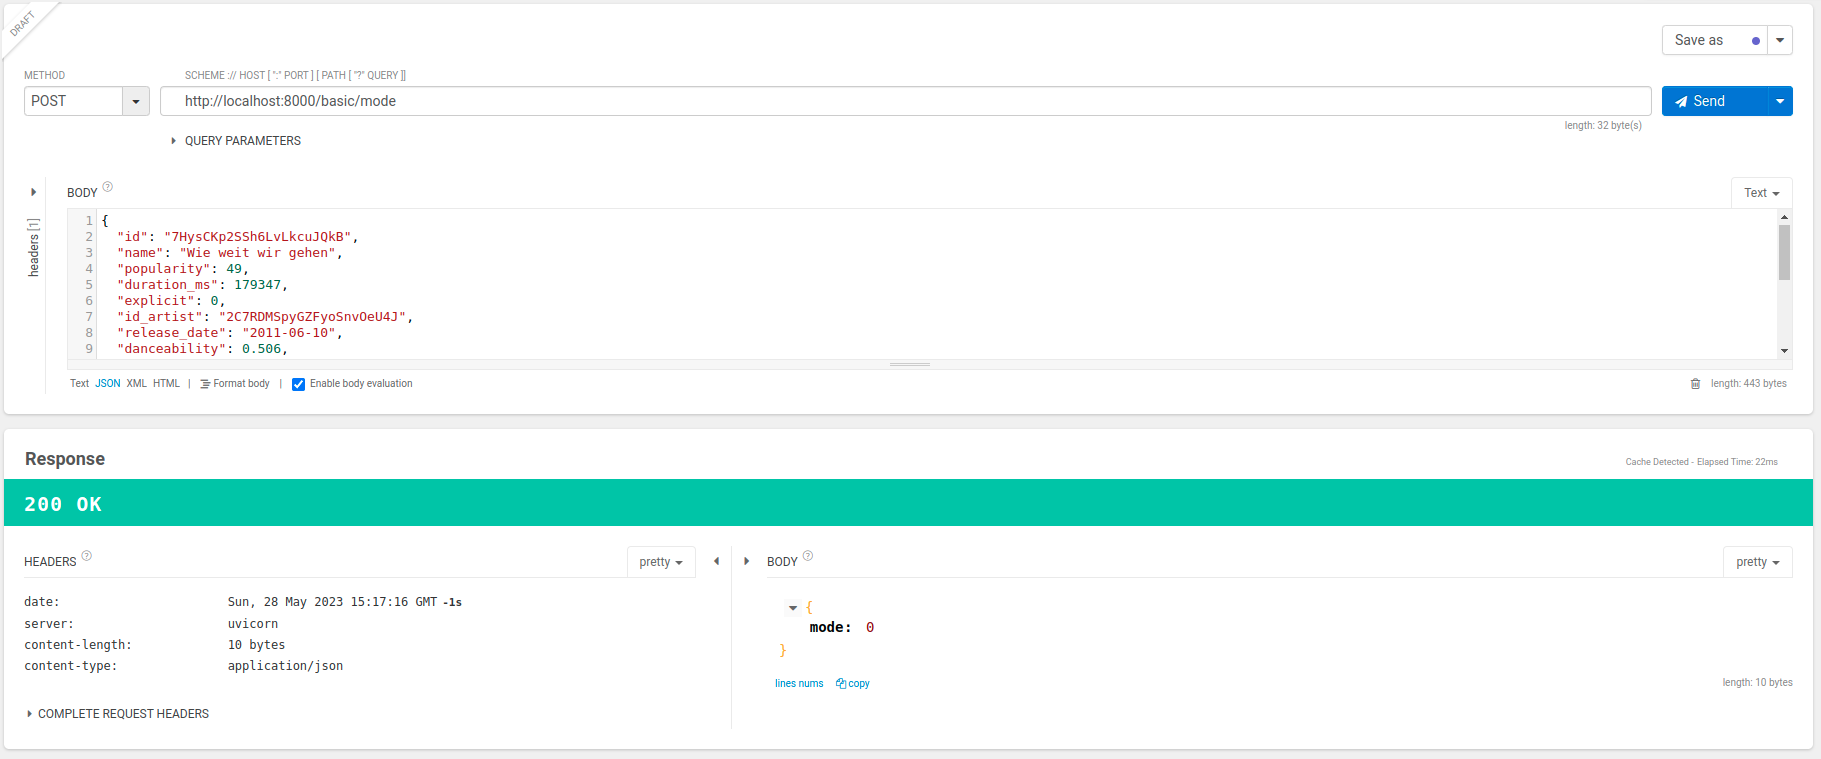 DRAFT
Save as
METHOD
SCHEME :// HOST [ ":" PORT ] [ PATH [ "?" QUERY ]]
POST
http://localhost:8000/basic/mode
Send
length: 32 byte(s)
QUERY PARAMETERS
headers [1]
BODY ?
Text
1 {
2 "id": "7HysCKp2SSh6LvLkcuJQkB",
3 "name": "Wie weit wir gehen",
4 "popularity": 49,
5 "duration_ms": 179347,
6 "explicit": 0,
7 "id_artist": "2C7RDMSpyGZFyoSnvOeU4J",
8 "release_date": "2011-06-10",
9 "danceability": 0.506,
Text JSON XML HTML | Format body | Enable body evaluation
length: 443 bytes
Response
Cache Detected - Elapsed Time: 22ms
200 OK
HEADERS ?
pretty
date: Sun, 28 May 2023 15:17:16 GMT -1s
server: uvicorn
content-length: 10 bytes
content-type: application/json
COMPLETE REQUEST HEADERS
BODY ?
pretty
{
mode: 0
}
lines nums copy
length: 10 bytes